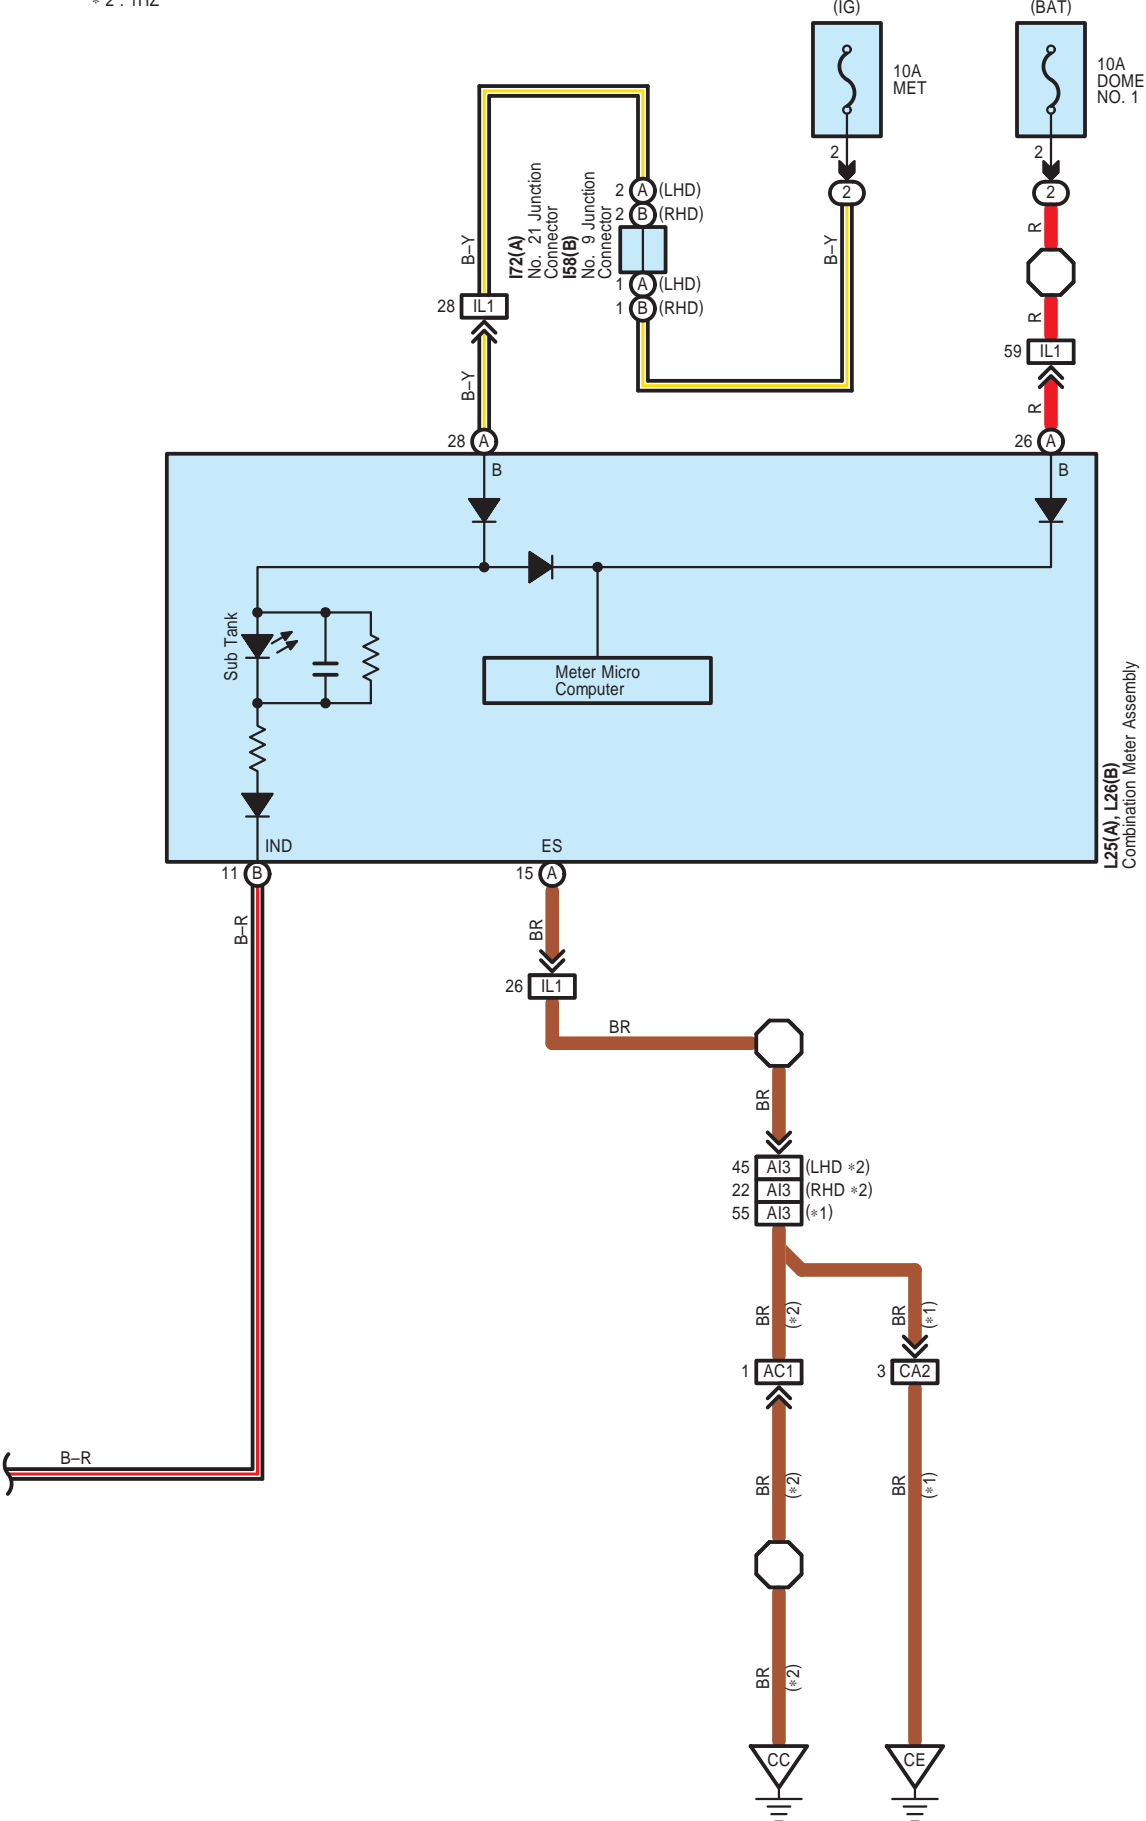 * 2 : 1HZ
(IG)
(BAT)
10A
MET
10A
DOME
NO. 1
2
2
2
2
I72(A)
No. 21 Junction
Connector
I58(B)
No. 9 Junction
Connector
2 A (LHD)
2 B (RHD)
1 A (LHD)
1 B (RHD)
B–Y
B–Y
R
R
28 IL1
59 IL1
B–Y
R
28 A
26 A
B
B
Sub Tank
Meter Micro
Computer
L25(A), L26(B)
Combination Meter Assembly
IND
ES
11 B
15 A
B–R
BR
26 IL1
BR
BR
45 AI3 (LHD *2)
22 AI3 (RHD *2)
55 AI3 (*1)
BR
(*2)
BR
(*1)
1 AC1
3 CA2
B–R
BR
(*2)
BR
(*1)
BR
(*2)
CC
CE